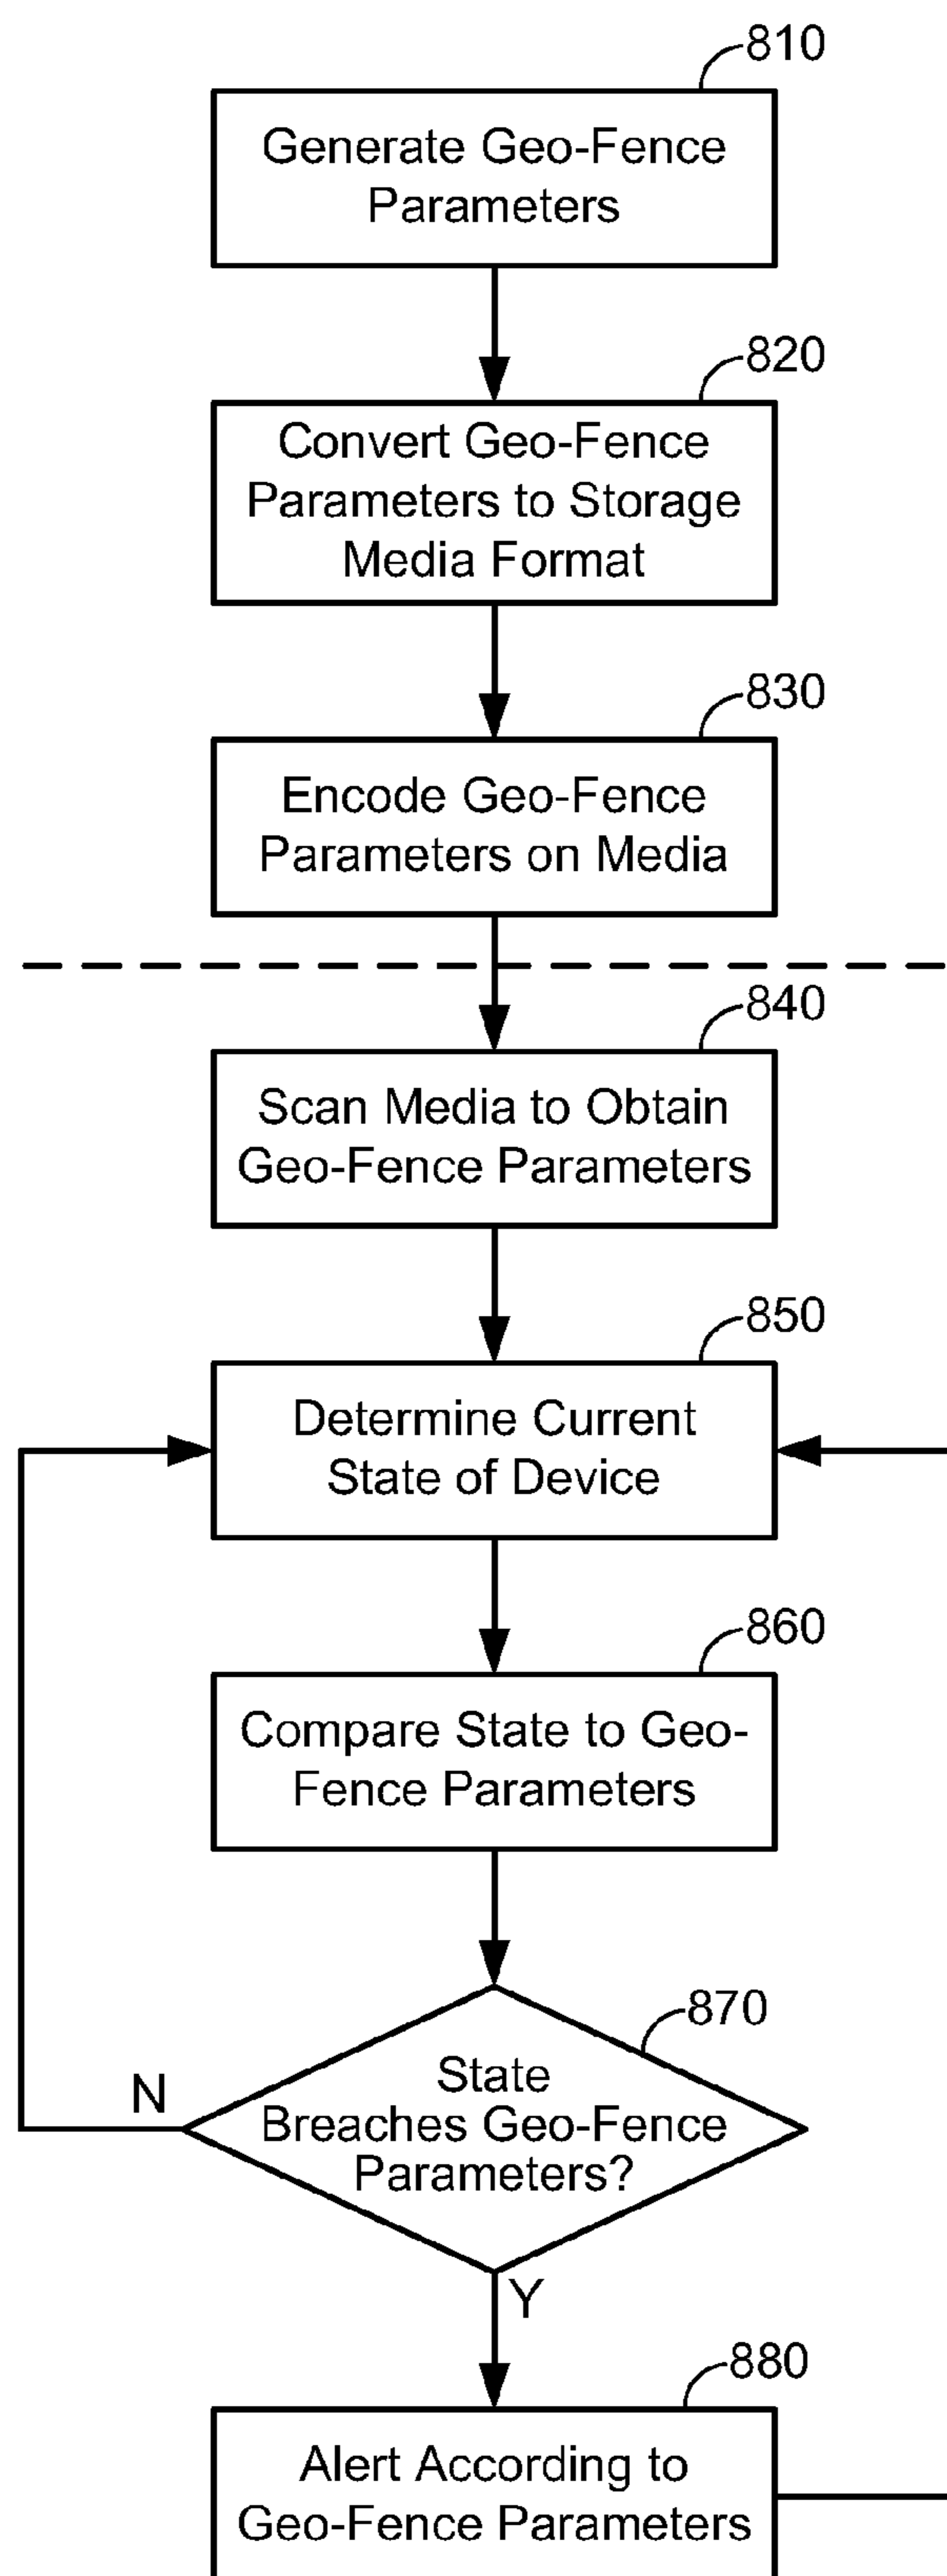 810
Generate Geo-Fence
Parameters
820
Convert Geo-Fence
Parameters to Storage
Media Format
830
Encode Geo-Fence
Parameters on Media
840
Scan Media to Obtain
Geo-Fence Parameters
850
Determine Current
State of Device
860
Compare State to Geo-
Fence Parameters
870
State
Breaches Geo-Fence
Parameters?
N
Y
880
Alert According to
Geo-Fence Parameters